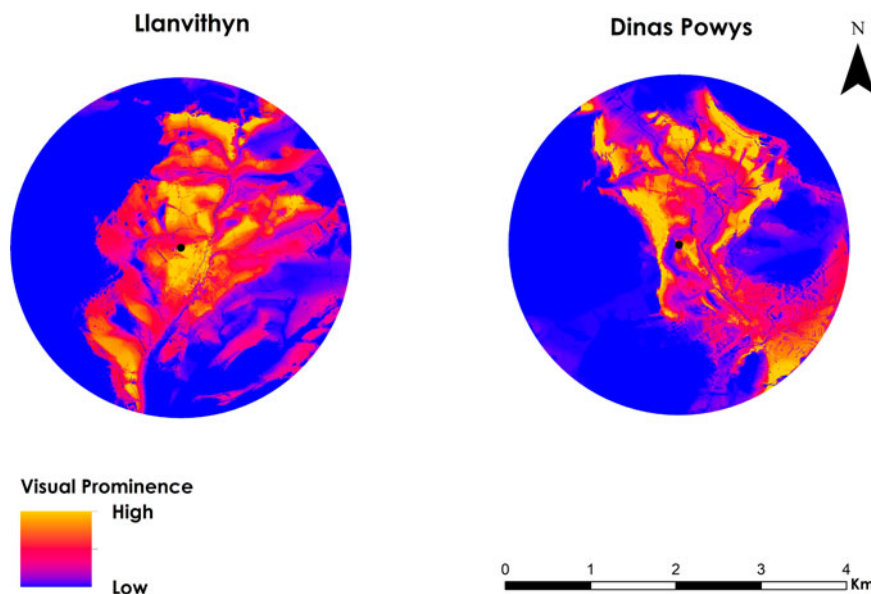 Llanvithyn
Dinas Powys
N
Visual Prominence
High
Low
0 1 2 3 4
Km